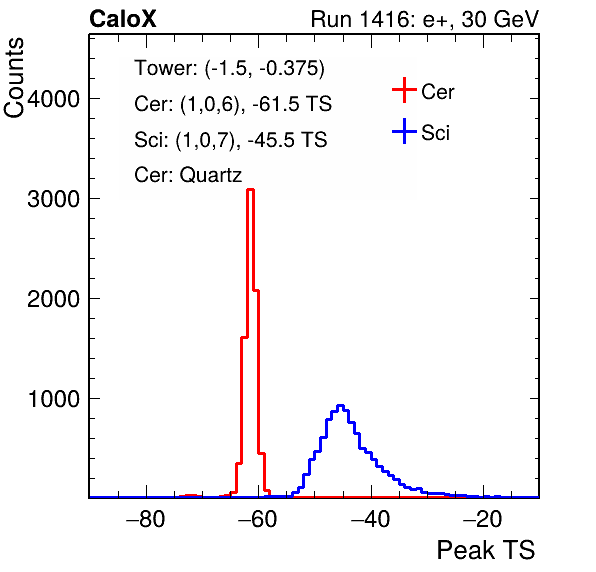 CaloX Run 1416: e+, 30 GeV
Counts
Tower: (-1.5, -0.375)
Cer: (1,0,6), -61.5 TS
Sci: (1,0,7), -45.5 TS
Cer: Quartz
Cer
Sci
4000
3000
2000
1000
−80 −60 −40 −20
Peak TS